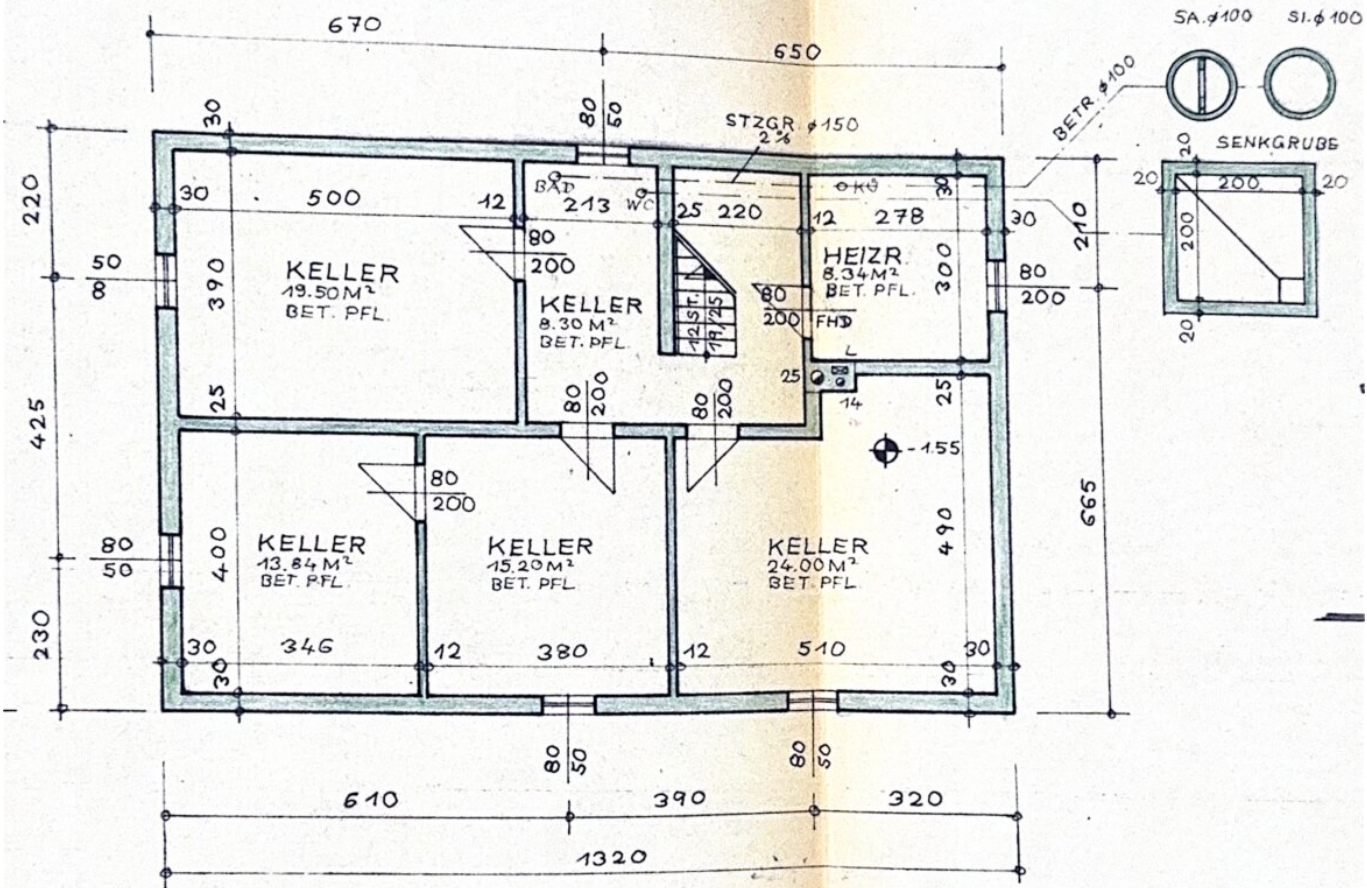 SA.ø100 SI.ø100
670
650
BETR. ø100
80
50
STZGR. ø150
2%
SENKGRUBE
30
20
20 200 20
200
20
220
30 500 12
BAD
213 WC
25 220
12 278 30
30
oKÜ
210
50
8
390
80
200
KELLER
19.50 M²
BET. PFL.
KELLER
8.30 M²
BET. PFL.
12 ST.
19/25
HEIZR.
8.34 M²
BET. PFL.
300
80
200
80
200 FHD
L
25
14
25
25
425
80
200
80
200
-1.55
80
200
80
50
400
KELLER
13.84 M²
BET. PFL.
KELLER
15.20 M²
BET. PFL.
KELLER
24.00 M²
BET. PFL.
490
665
230
30 346 12 380 12 510 30
30
30
80
50
80
50
610 390 320
1320